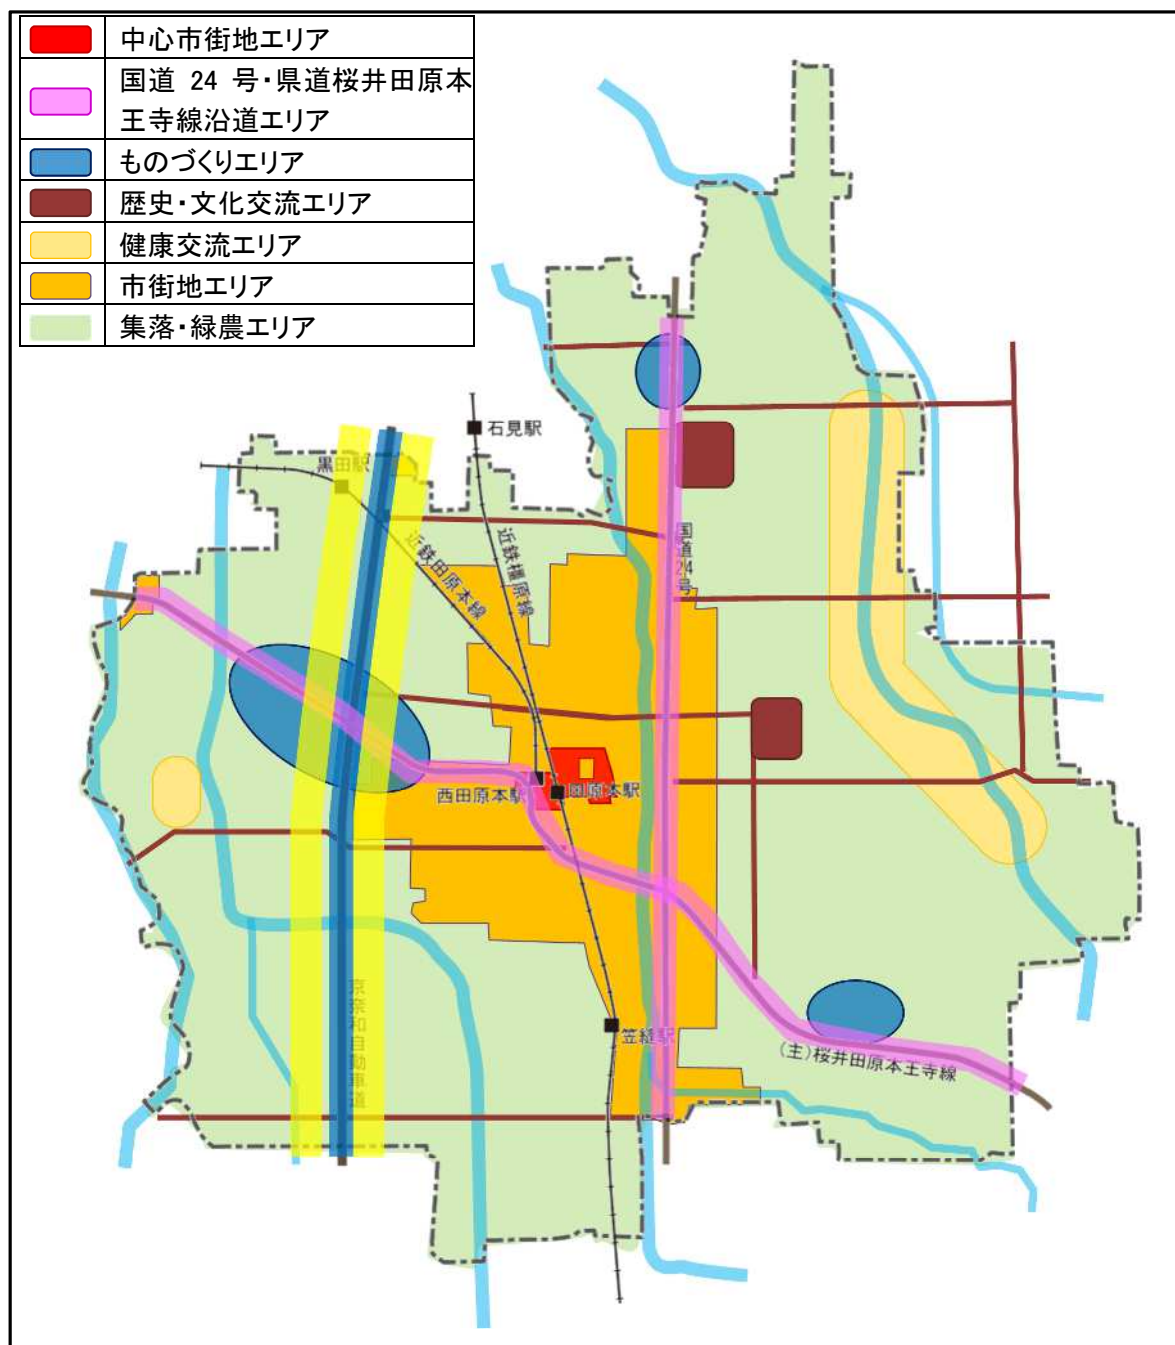 中心市街地エリア
国道 24 号・県道桜井田原本
王寺線沿道エリア
ものづくりエリア
歴史・文化交流エリア
健康交流エリア
市街地エリア
集落・緑農エリア
石見駅
黒田駅
近鉄田原本線
近鉄橿原線
国道24号
西田原本駅
田原本駅
京奈和自動車道
笠縫駅
(主)桜井田原本王寺線